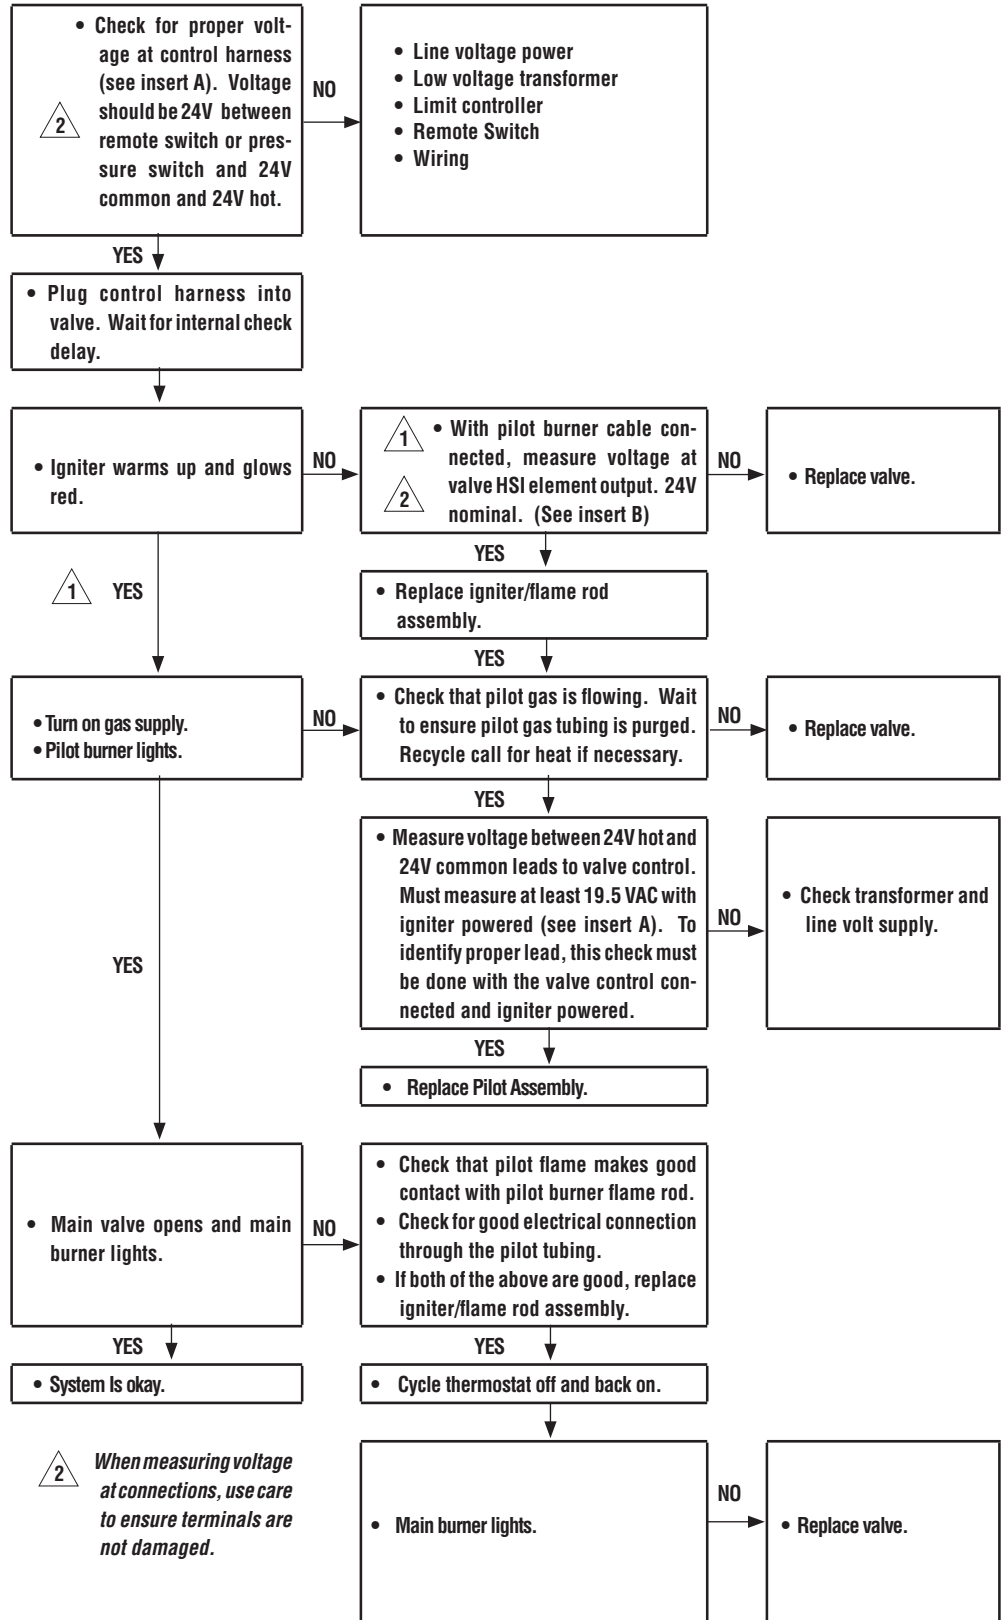 • Check for proper volt-
age at control harness
(see insert A). Voltage
should be 24V between
remote switch or pres-
sure switch and 24V
common and 24V hot.
2
NO
• Line voltage power
• Low voltage transformer
• Limit controller
• Remote Switch
• Wiring
YES
• Plug control harness into
valve. Wait for internal check
delay.
• Igniter warms up and glows
red.
NO
1
2
• With pilot burner cable con-
nected, measure voltage at
valve HSI element output. 24V
nominal. (See insert B)
NO
• Replace valve.
YES
• Replace igniter/flame rod
assembly.
1
YES
YES
• Turn on gas supply.
• Pilot burner lights.
NO
• Check that pilot gas is flowing. Wait
to ensure pilot gas tubing is purged.
Recycle call for heat if necessary.
NO
• Replace valve.
YES
• Measure voltage between 24V hot and
24V common leads to valve control.
Must measure at least 19.5 VAC with
igniter powered (see insert A). To
identify proper lead, this check must
be done with the valve control con-
nected and igniter powered.
NO
• Check transformer and
line volt supply.
YES
YES
• Replace Pilot Assembly.
• Main valve opens and main
burner lights.
NO
• Check that pilot flame makes good
contact with pilot burner flame rod.
• Check for good electrical connection
through the pilot tubing.
• If both of the above are good, replace
igniter/flame rod assembly.
YES
YES
• System Is okay.
• Cycle thermostat off and back on.
2
When measuring voltage
at connections, use care
to ensure terminals are
not damaged.
• Main burner lights.
NO
• Replace valve.